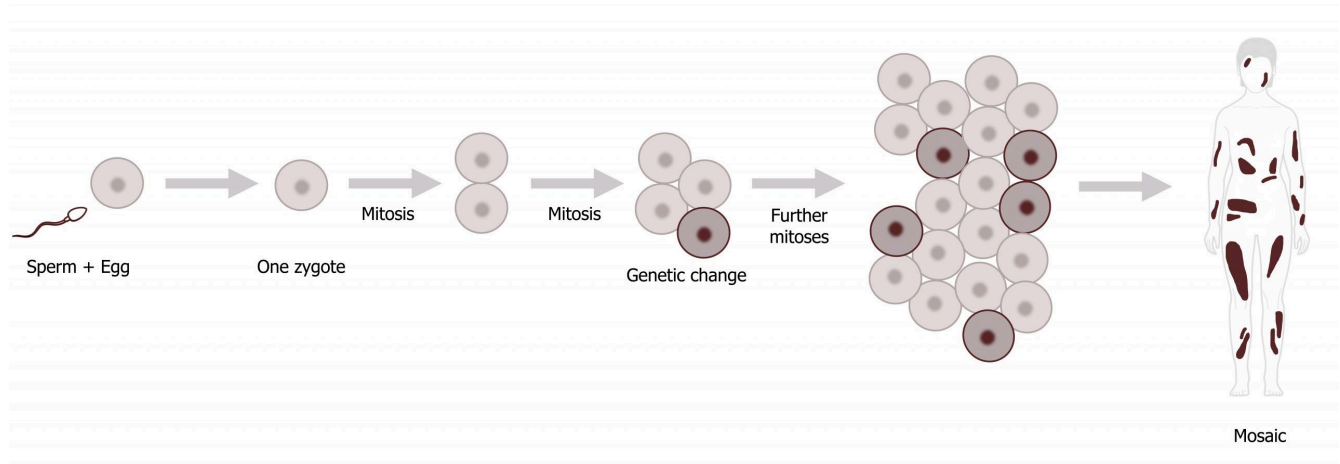 Sperm + Egg
One zygote
Mitosis
Mitosis
Genetic change
Further
mitoses
Mosaic